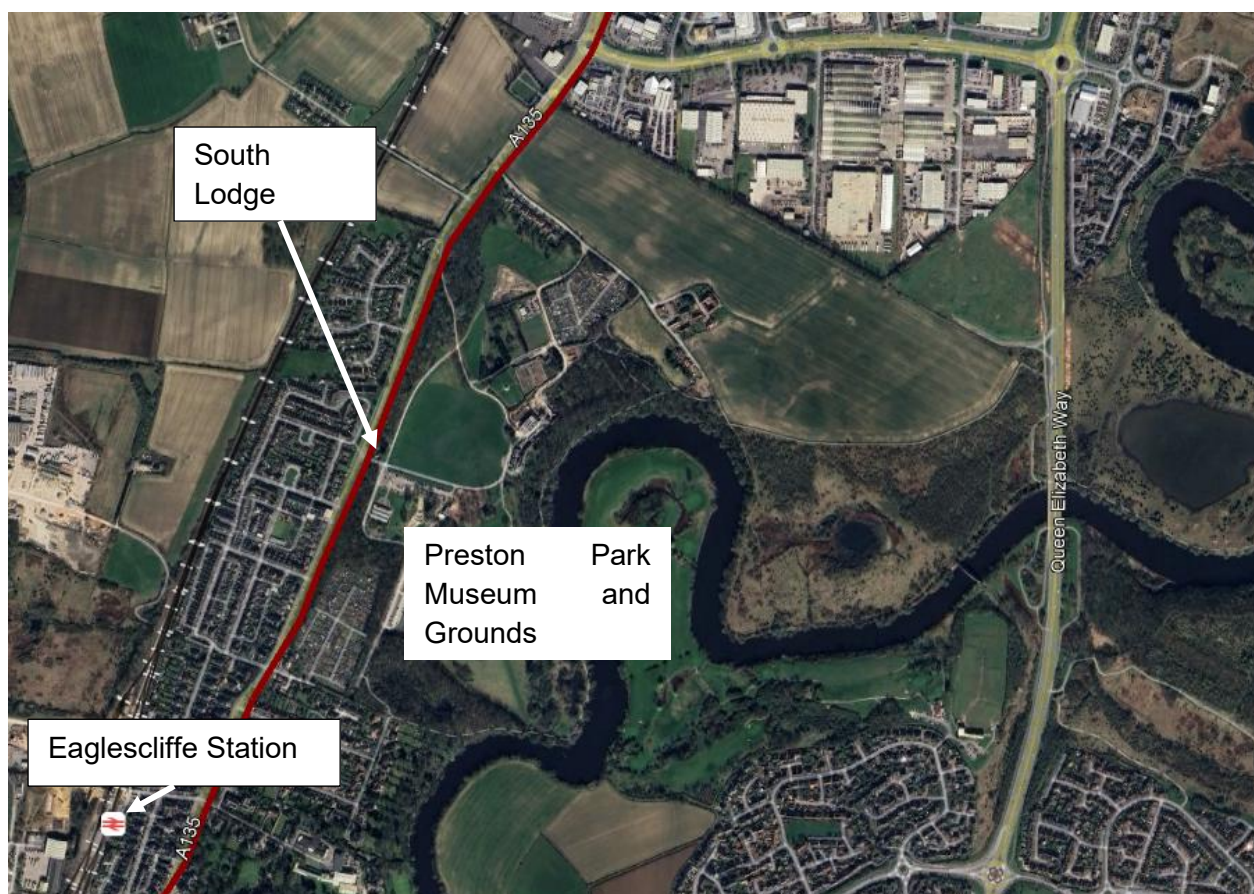 A135
South
Lodge
Queen Elizabeth Way
Preston Park
Museum and
Grounds
Eaglescliffe Station
A135